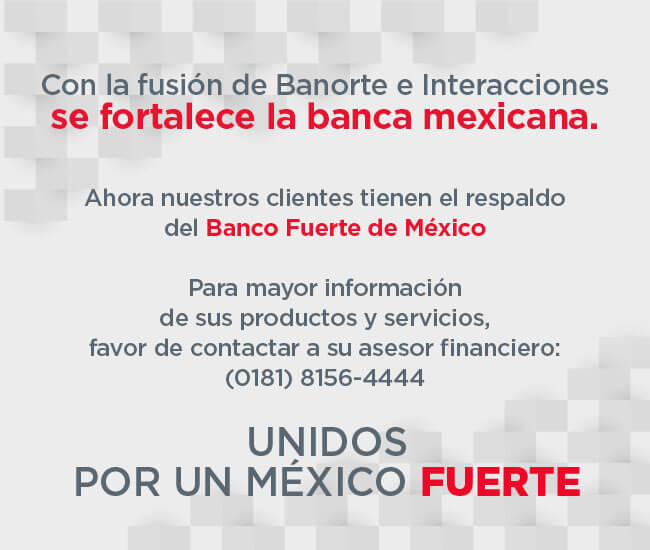 Con la fusión de Banorte e Interacciones
se fortalece la banca mexicana.
Ahora nuestros clientes tienen el respaldo
del Banco Fuerte de México
Para mayor información
de sus productos y servicios,
favor de contactar a su asesor financiero:
(0181) 8156-4444
UNIDOS
POR UN MÉXICO FUERTE